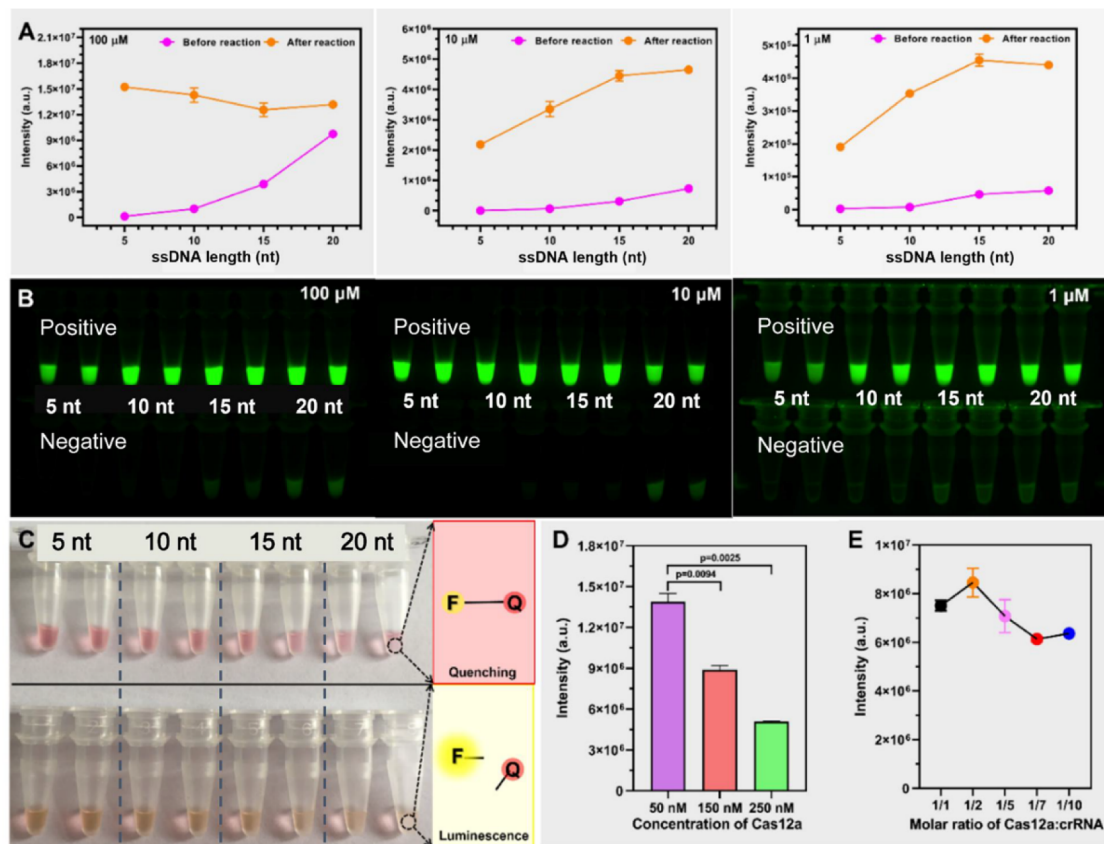 A
100 μM
Before reaction
After reaction
Intensity (a.u.)
2.1×10⁷
1.8×10⁷
1.5×10⁷
1.2×10⁷
9×10⁶
6×10⁶
3×10⁶
0
5 10 15 20
ssDNA length (nt)
10 μM
Before reaction
After reaction
Intensity (a.u.)
6×10⁶
5×10⁶
4×10⁶
3×10⁶
2×10⁶
1×10⁶
0
5 10 15 20
ssDNA length (nt)
1 μM
Before reaction
After reaction
Intensity (a.u.)
5×10⁵
4×10⁵
3×10⁵
2×10⁵
1×10⁵
0
5 10 15 20
ssDNA length (nt)
B
100 μM
Positive
5 nt 10 nt 15 nt 20 nt
Negative
10 μM
Positive
5 nt 10 nt 15 nt 20 nt
Negative
1 μM
Positive
5 nt 10 nt 15 nt 20 nt
Negative
C
5 nt 10 nt 15 nt 20 nt
F Q
Quenching
F
Q
Luminescence
D
Intensity (a.u.)
1.8×10⁷
1.5×10⁷
1.2×10⁷
9×10⁶
6×10⁶
3×10⁶
0
p=0.0025
p=0.0094
50 nM 150 nM 250 nM
Concentration of Cas12a
E
Intensity (a.u.)
1×10⁷
8×10⁶
6×10⁶
4×10⁶
2×10⁶
0
1/1 1/2 1/5 1/7 1/10
Molar ratio of Cas12a:crRNA